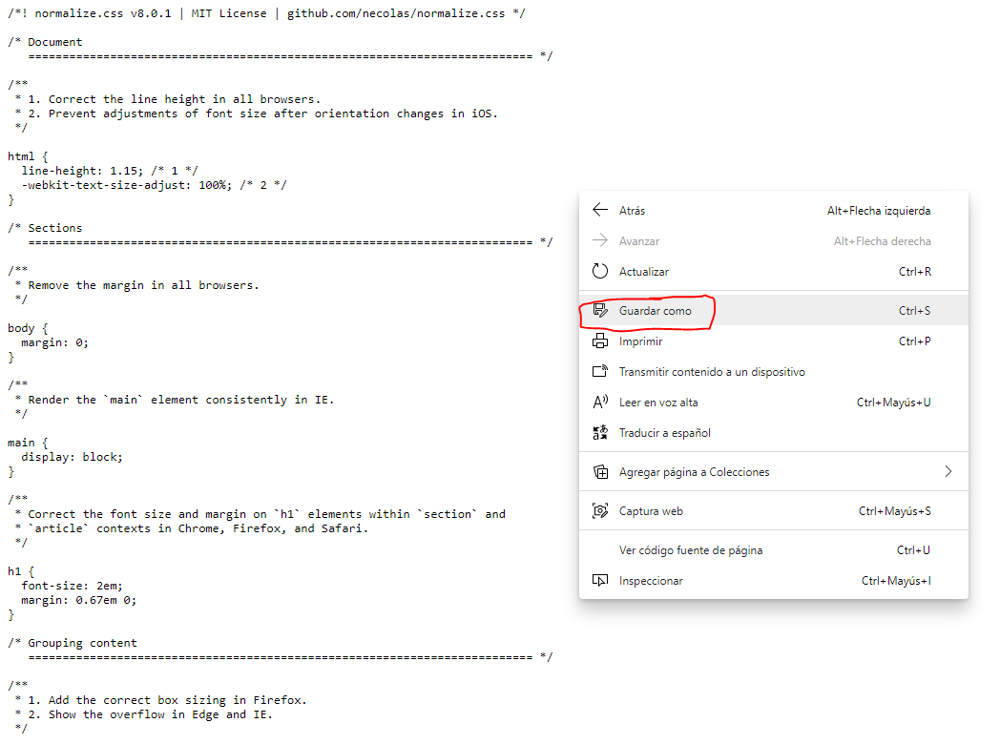 /*! normalize.css v8.0.1 | MIT License | github.com/necolas/normalize.css */
/* Document
========================================================================== */
/**
* 1. Correct the line height in all browsers.
* 2. Prevent adjustments of font size after orientation changes in iOS.
*/
html {
line-height: 1.15; /* 1 */
-webkit-text-size-adjust: 100%; /* 2 */
}
/* Sections
========================================================================== */
/**
* Remove the margin in all browsers.
*/
body {
margin: 0;
}
/**
* Render the `main` element consistently in IE.
*/
main {
display: block;
}
/**
* Correct the font size and margin on `h1` elements within `section` and
* `article` contexts in Chrome, Firefox, and Safari.
*/
h1 {
font-size: 2em;
margin: 0.67em 0;
}
/* Grouping content
========================================================================== */
/**
* 1. Add the correct box sizing in Firefox.
* 2. Show the overflow in Edge and IE.
*/
Atrás Alt+Flecha izquierda
Avanzar Alt+Flecha derecha
Actualizar Ctrl+R
Guardar como Ctrl+S
Imprimir Ctrl+P
Transmitir contenido a un dispositivo
Leer en voz alta Ctrl+Mayús+U
Traducir a español
Agregar página a Colecciones
Captura web Ctrl+Mayús+S
Ver código fuente de página Ctrl+U
Inspeccionar Ctrl+Mayús+I